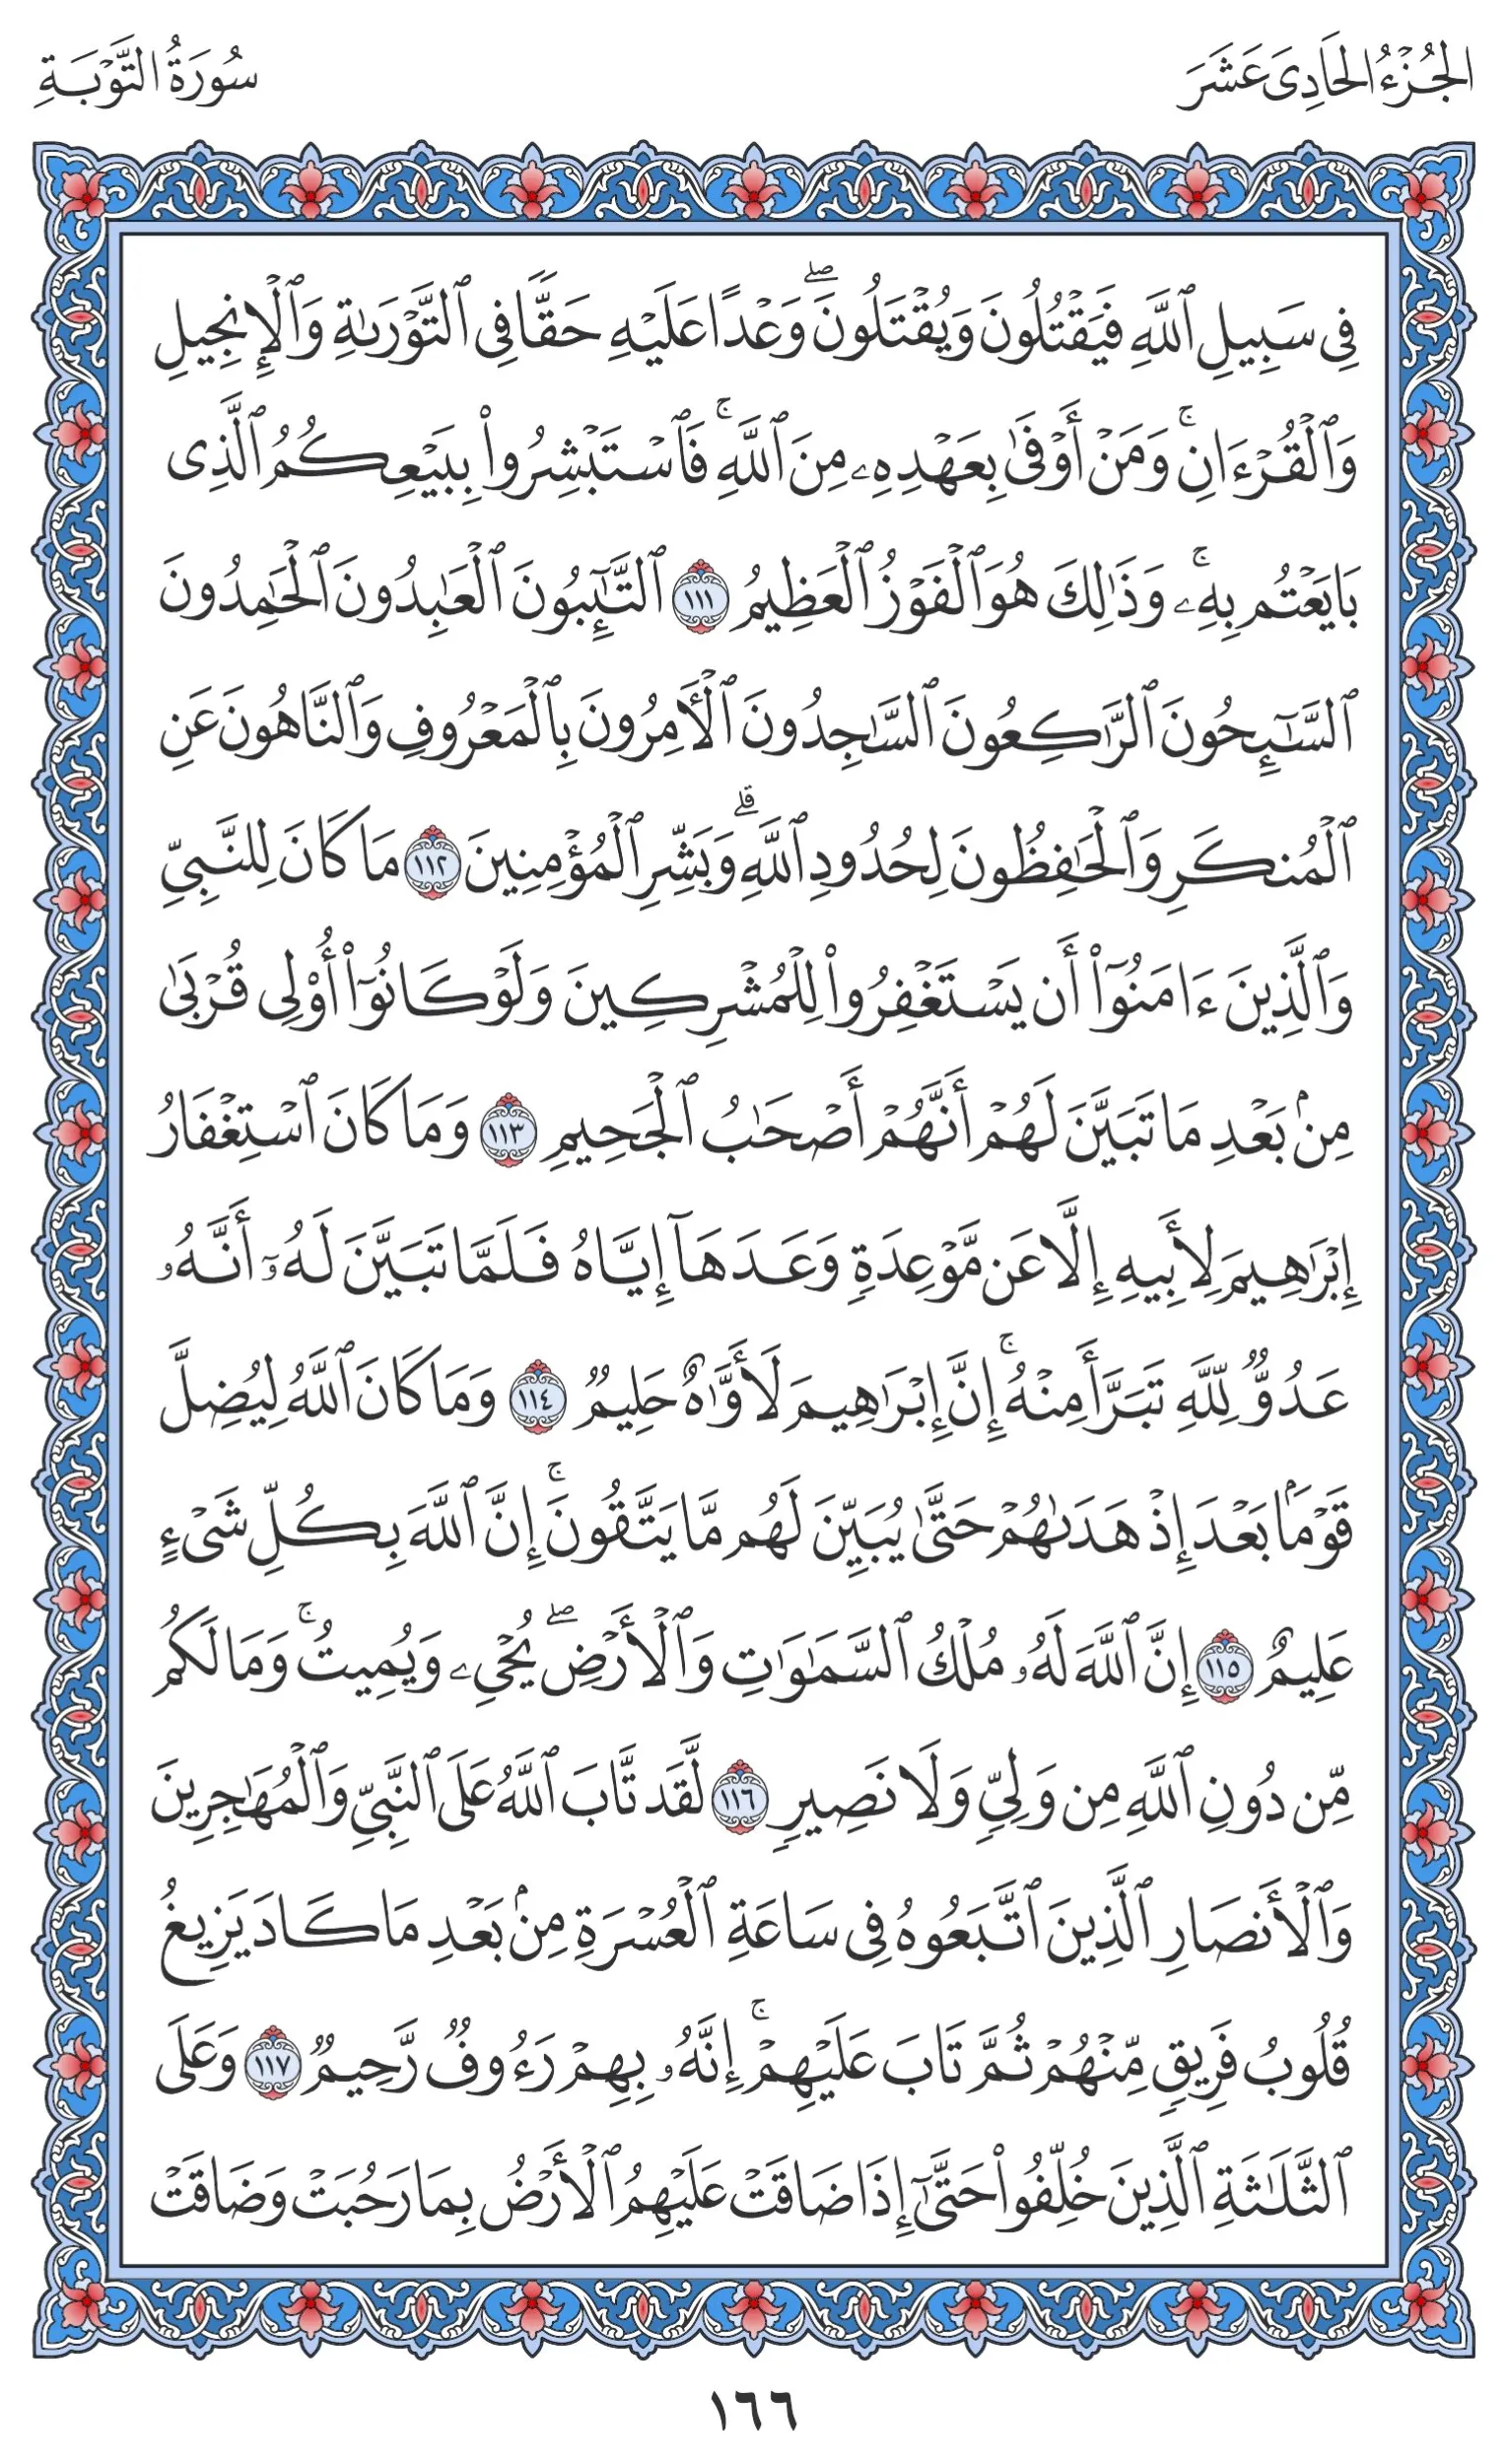 الجُزْءُ الحَادِىَ عَشَرَ
سُورَةُ التَّوْبَةِ
فِى سَبِيلِ ٱللَّهِ فَيَقْتُلُونَ وَيُقْتَلُونَۖ وَعْدًا عَلَيْهِ حَقًّا فِى ٱلتَّوْرَىٰةِ وَٱلْإِنجِيلِ
وَٱلْقُرْءَانِۚ وَمَنْ أَوْفَىٰ بِعَهْدِهِۦ مِنَ ٱللَّهِۚ فَٱسْتَبْشِرُوا۟ بِبَيْعِكُمُ ٱلَّذِى
بَايَعْتُم بِهِۦۚ وَذَٰلِكَ هُوَ ٱلْفَوْزُ ٱلْعَظِيمُ ١١١ ٱلتَّٰٓئِبُونَ ٱلْعَٰبِدُونَ ٱلْحَٰمِدُونَ
ٱلسَّٰٓئِحُونَ ٱلرَّٰكِعُونَ ٱلسَّٰجِدُونَ ٱلْءَامِرُونَ بِٱلْمَعْرُوفِ وَٱلنَّاهُونَ عَنِ
ٱلْمُنكَرِ وَٱلْحَٰفِظُونَ لِحُدُودِ ٱللَّهِۗ وَبَشِّرِ ٱلْمُؤْمِنِينَ ١١٢ مَا كَانَ لِلنَّبِىِّ
وَٱلَّذِينَ ءَامَنُوٓا۟ أَن يَسْتَغْفِرُوا۟ لِلْمُشْرِكِينَ وَلَوْ كَانُوٓا۟ أُو۟لِى قُرْبَىٰ
مِنۢ بَعْدِ مَا تَبَيَّنَ لَهُمْ أَنَّهُمْ أَصْحَٰبُ ٱلْجَحِيمِ ١١٣ وَمَا كَانَ ٱسْتِغْفَارُ
إِبْرَٰهِيمَ لِأَبِيهِ إِلَّا عَن مَّوْعِدَةٍ وَعَدَهَآ إِيَّاهُ فَلَمَّا تَبَيَّنَ لَهُۥٓ أَنَّهُۥ
عَدُوٌّ لِّلَّهِ تَبَرَّأَ مِنْهُۚ إِنَّ إِبْرَٰهِيمَ لَأَوَّٰهٌ حَلِيمٌ ١١٤ وَمَا كَانَ ٱللَّهُ لِيُضِلَّ
قَوْمًۢا بَعْدَ إِذْ هَدَىٰهُمْ حَتَّىٰ يُبَيِّنَ لَهُم مَّا يَتَّقُونَۚ إِنَّ ٱللَّهَ بِكُلِّ شَىْءٍ
عَلِيمٌ ١١٥ إِنَّ ٱللَّهَ لَهُۥ مُلْكُ ٱلسَّمَٰوَٰتِ وَٱلْأَرْضِۖ يُحْىِۦ وَيُمِيتُۚ وَمَا لَكُم
مِّن دُونِ ٱللَّهِ مِن وَلِىٍّ وَلَا نَصِيرٍ ١١٦ لَّقَد تَّابَ ٱللَّهُ عَلَى ٱلنَّبِىِّ وَٱلْمُهَٰجِرِينَ
وَٱلْأَنصَارِ ٱلَّذِينَ ٱتَّبَعُوهُ فِى سَاعَةِ ٱلْعُسْرَةِ مِنۢ بَعْدِ مَا كَادَ يَزِيغُ
قُلُوبُ فَرِيقٍ مِّنْهُمْ ثُمَّ تَابَ عَلَيْهِمْۚ إِنَّهُۥ بِهِمْ رَءُوفٌ رَّحِيمٌ ١١٧ وَعَلَى
ٱلثَّلَٰثَةِ ٱلَّذِينَ خُلِّفُوا۟ حَتَّىٰٓ إِذَا ضَاقَتْ عَلَيْهِمُ ٱلْأَرْضُ بِمَا رَحُبَتْ وَضَاقَتْ
١٦٦